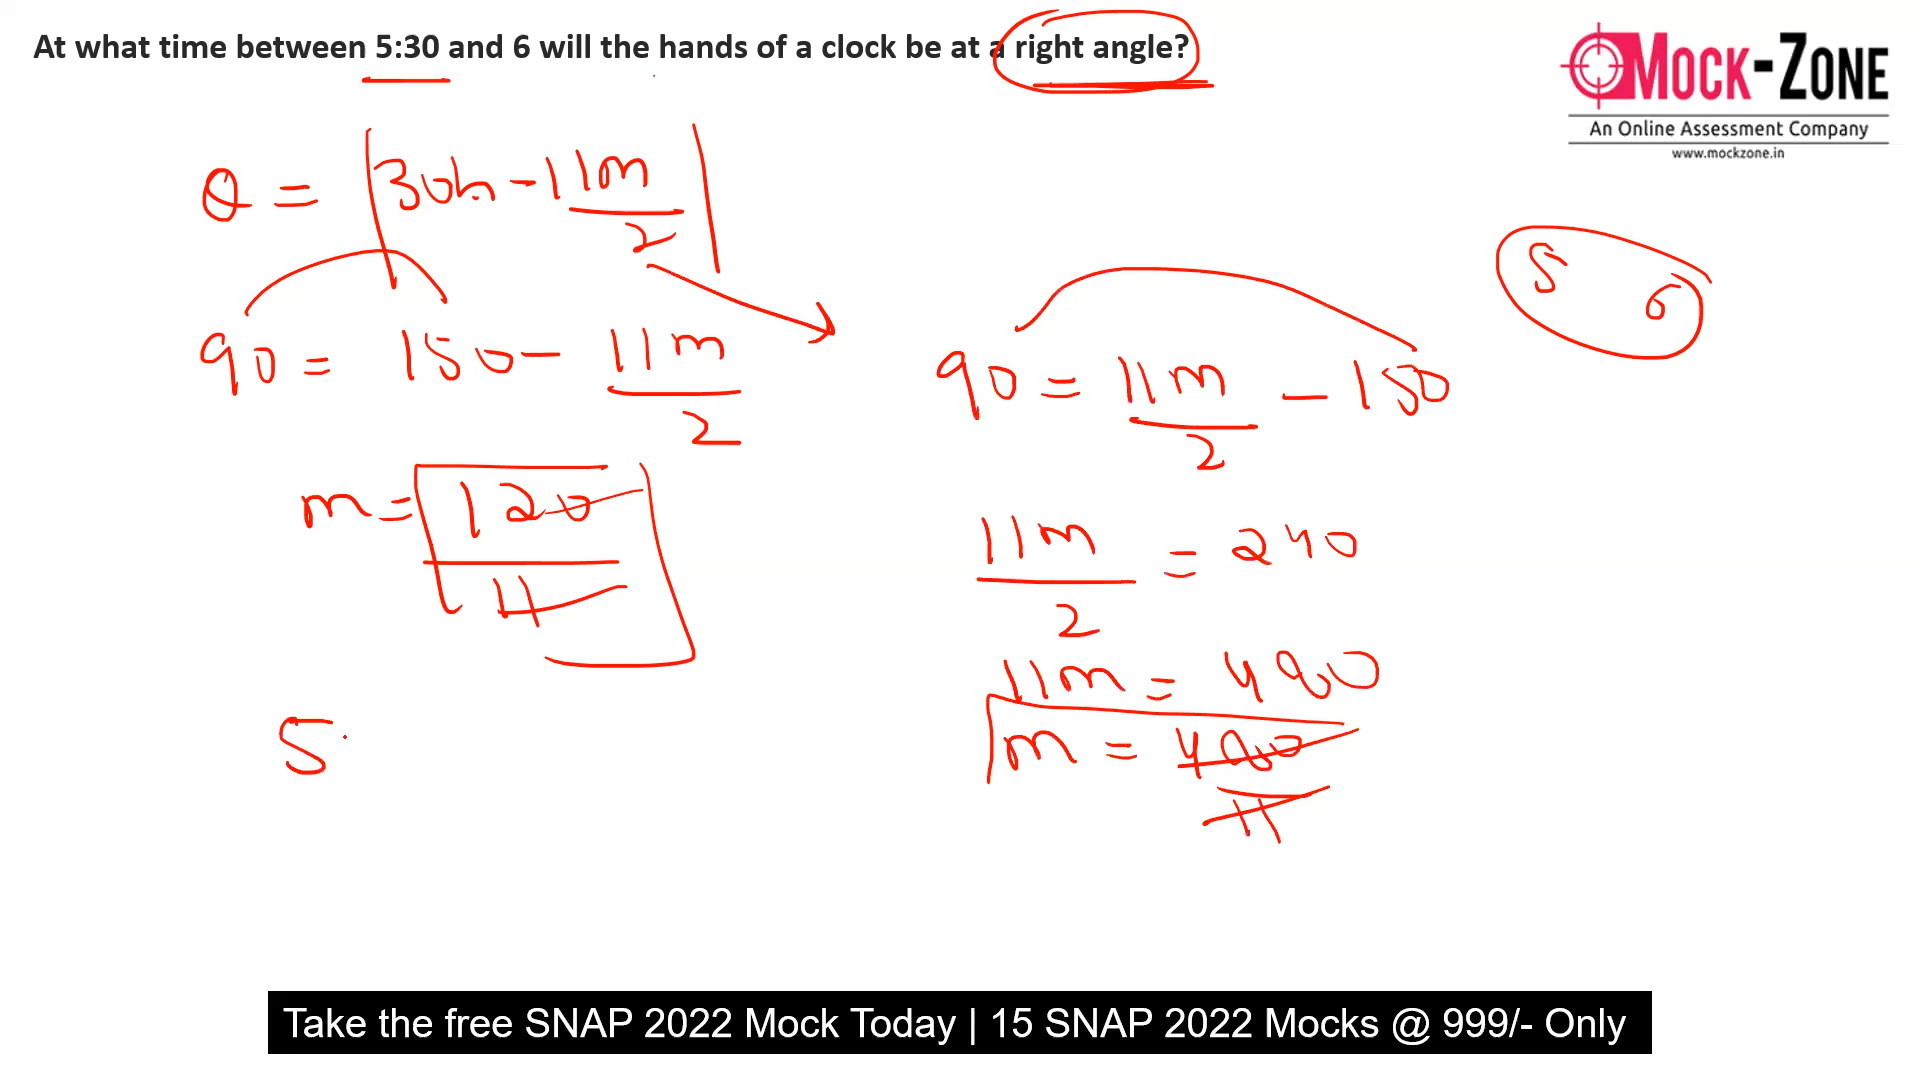 At what time between 5:30 and 6 will the hands of a clock be at a right angle?
MOCK-ZONE
An Online Assessment Company
www.mockzone.in
θ = |30h - 11m/2|
5 6
90 = 150 - 11m/2
90 = 11m/2 - 150
m = 120/11
11m/2 = 240
11m = 480
m = 480/11
5
Take the free SNAP 2022 Mock Today | 15 SNAP 2022 Mocks @ 999/- Only